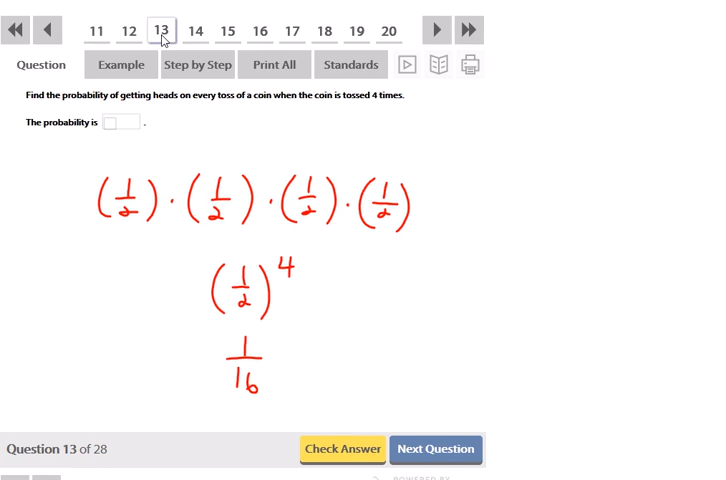 11 12 13 14 15 16 17 18 19 20
Question Example Step by Step Print All Standards
Find the probability of getting heads on every toss of a coin when the coin is tossed 4 times.
The probability is .
(1/2) · (1/2) · (1/2) · (1/2)
(1/2)^4
1/16
Question 13 of 28 Check Answer Next Question
POWERED BY